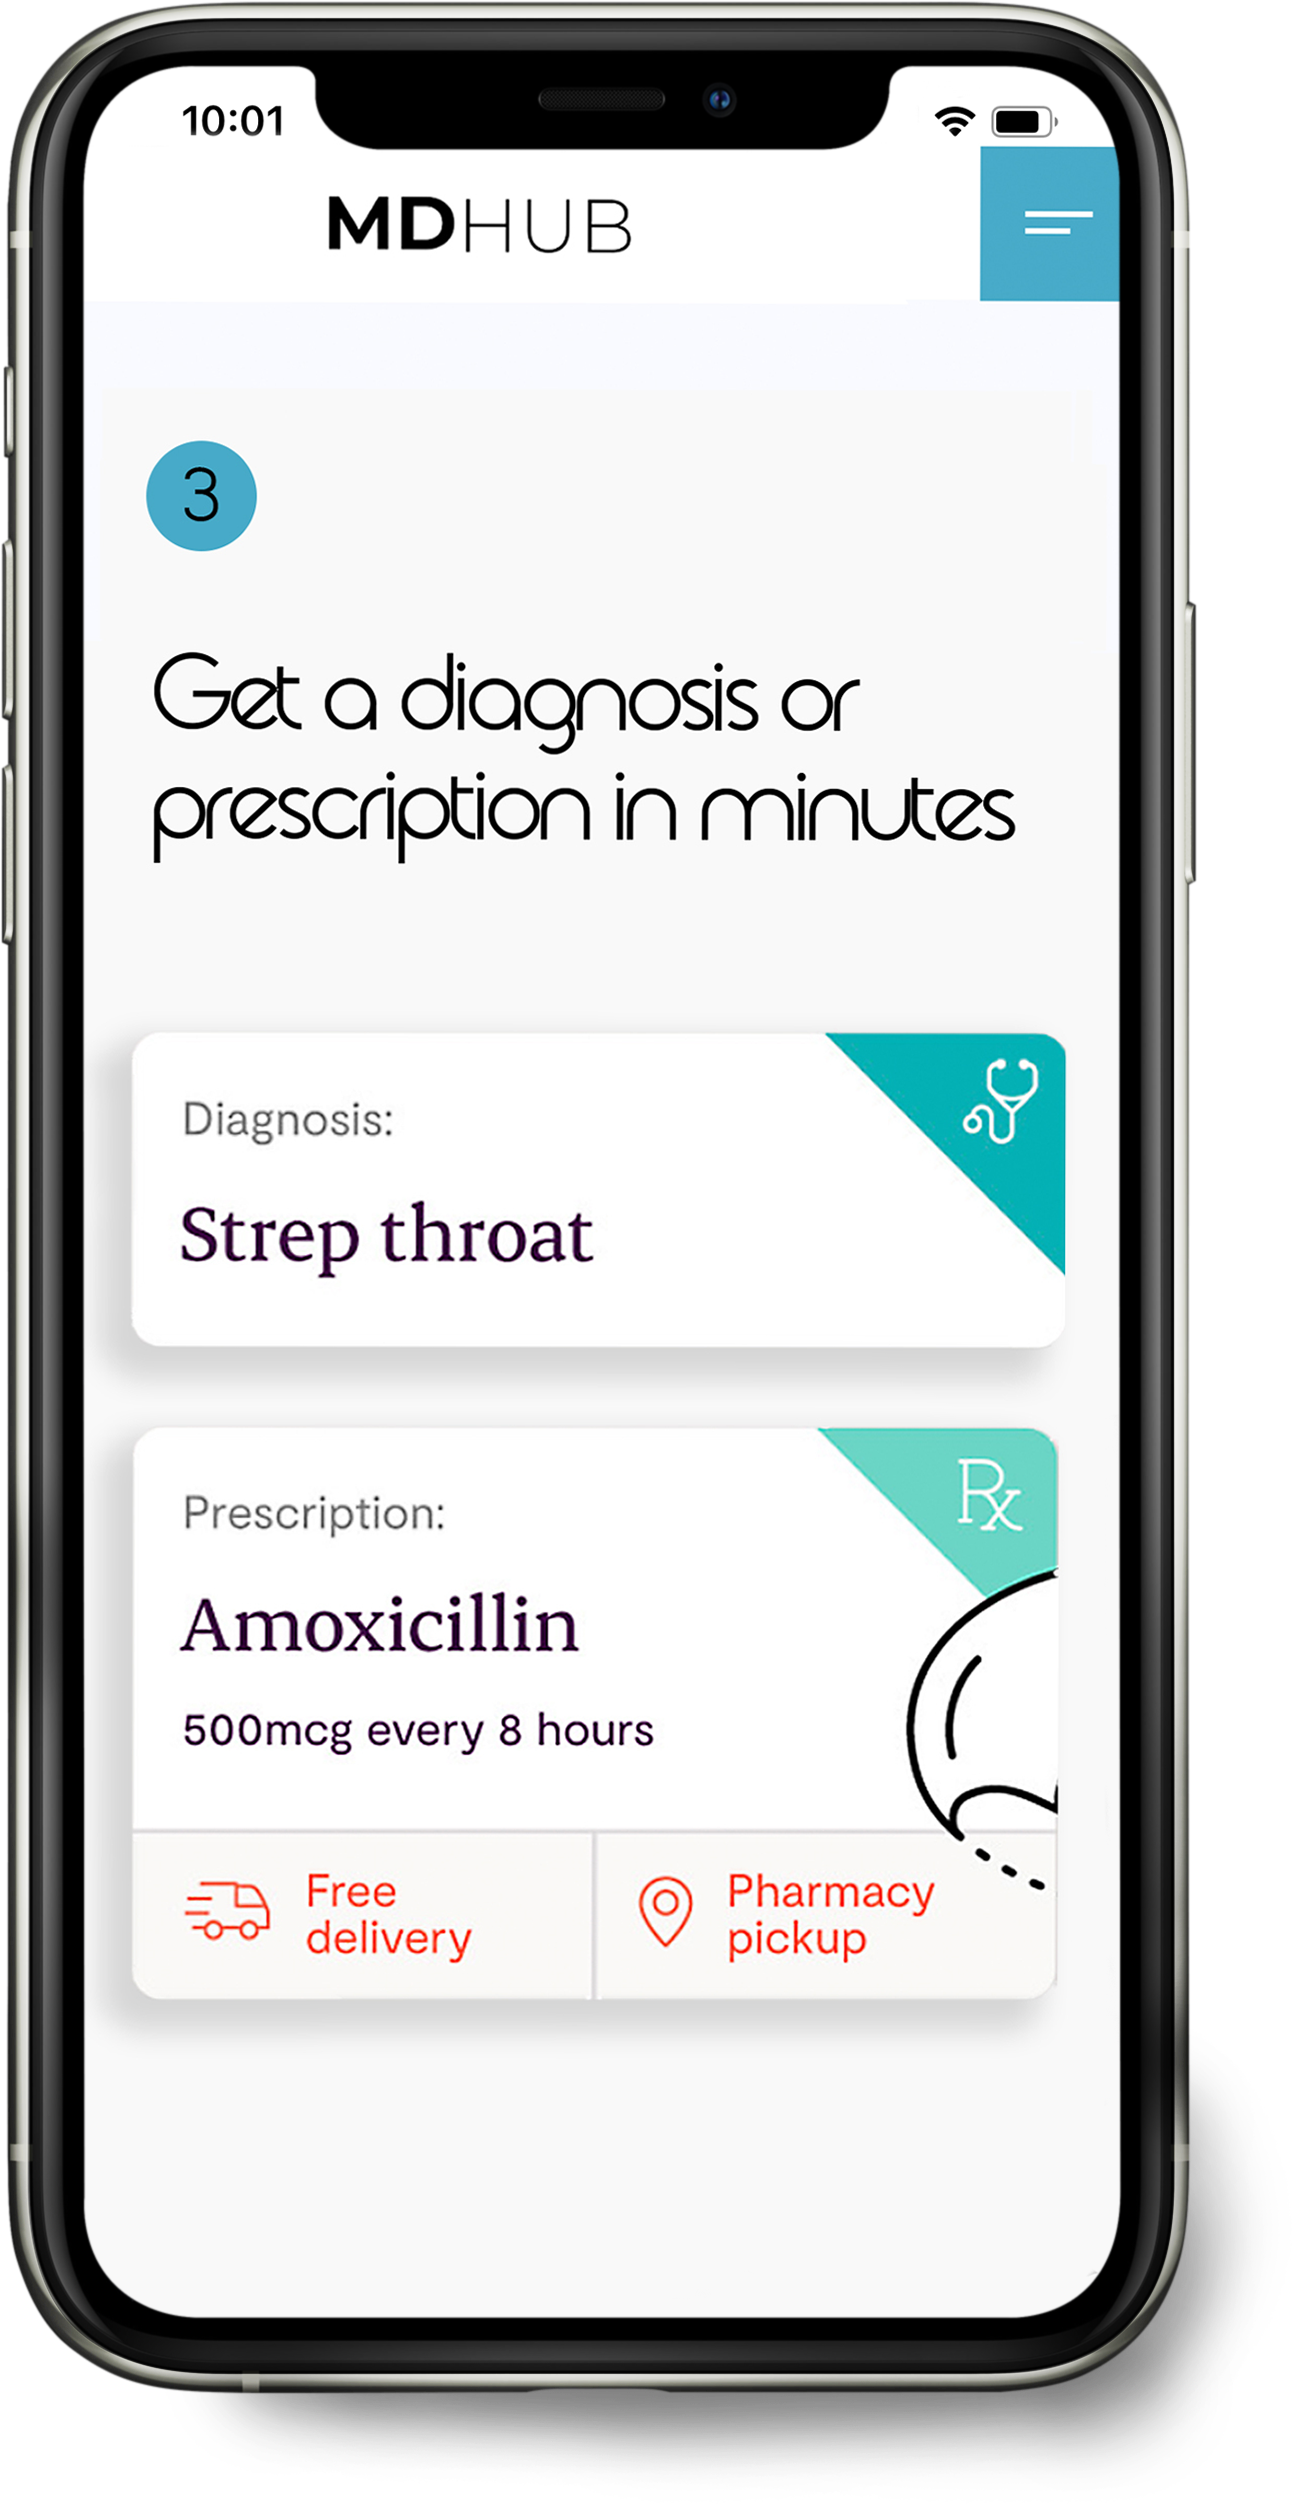 10:01
MDHUB
3
Get a diagnosis or
prescription in minutes
Diagnosis:
Strep throat
Rx
Prescription:
Amoxicillin
500mcg every 8 hours
Free
delivery
Pharmacy
pickup